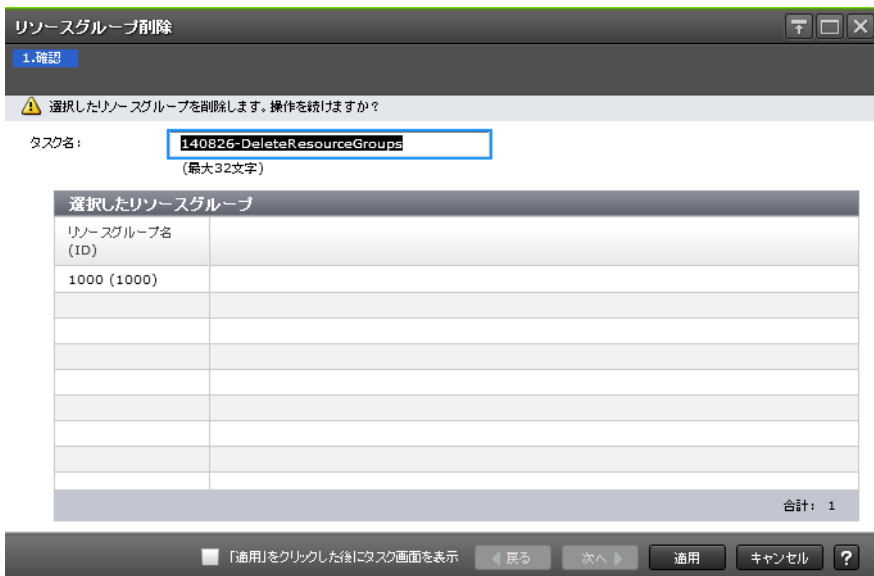 リソースグループ削除
1.確認
選択したリソースグループを削除します。操作を続けますか？
タスク名：
140826-DeleteResourceGroups
(最大32文字)
選択したリソースグループ
リソースグループ名
(ID)
1000 (1000)
合計： 1
「適用」をクリックした後にタスク画面を表示
戻る
次へ
適用
キャンセル
?